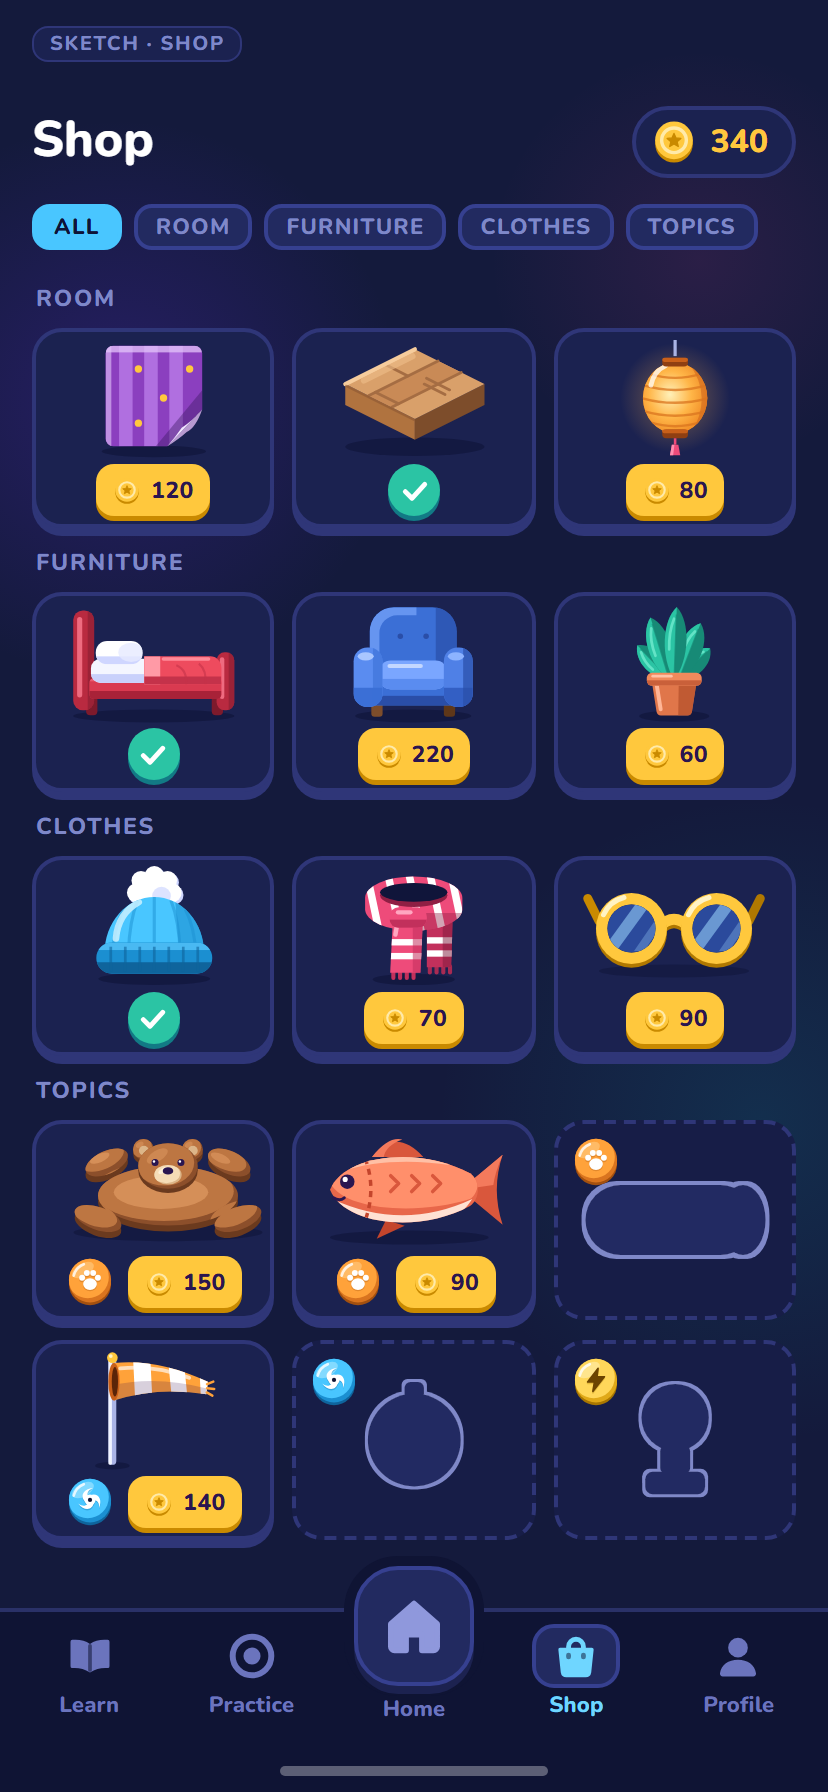 SKETCH · SHOP
Shop
340
ALL ROOM FURNITURE CLOTHES TOPICS
ROOM
120 80
FURNITURE
220 60
CLOTHES
70 90
TOPICS
150 90
140
Learn Practice Home Shop Profile